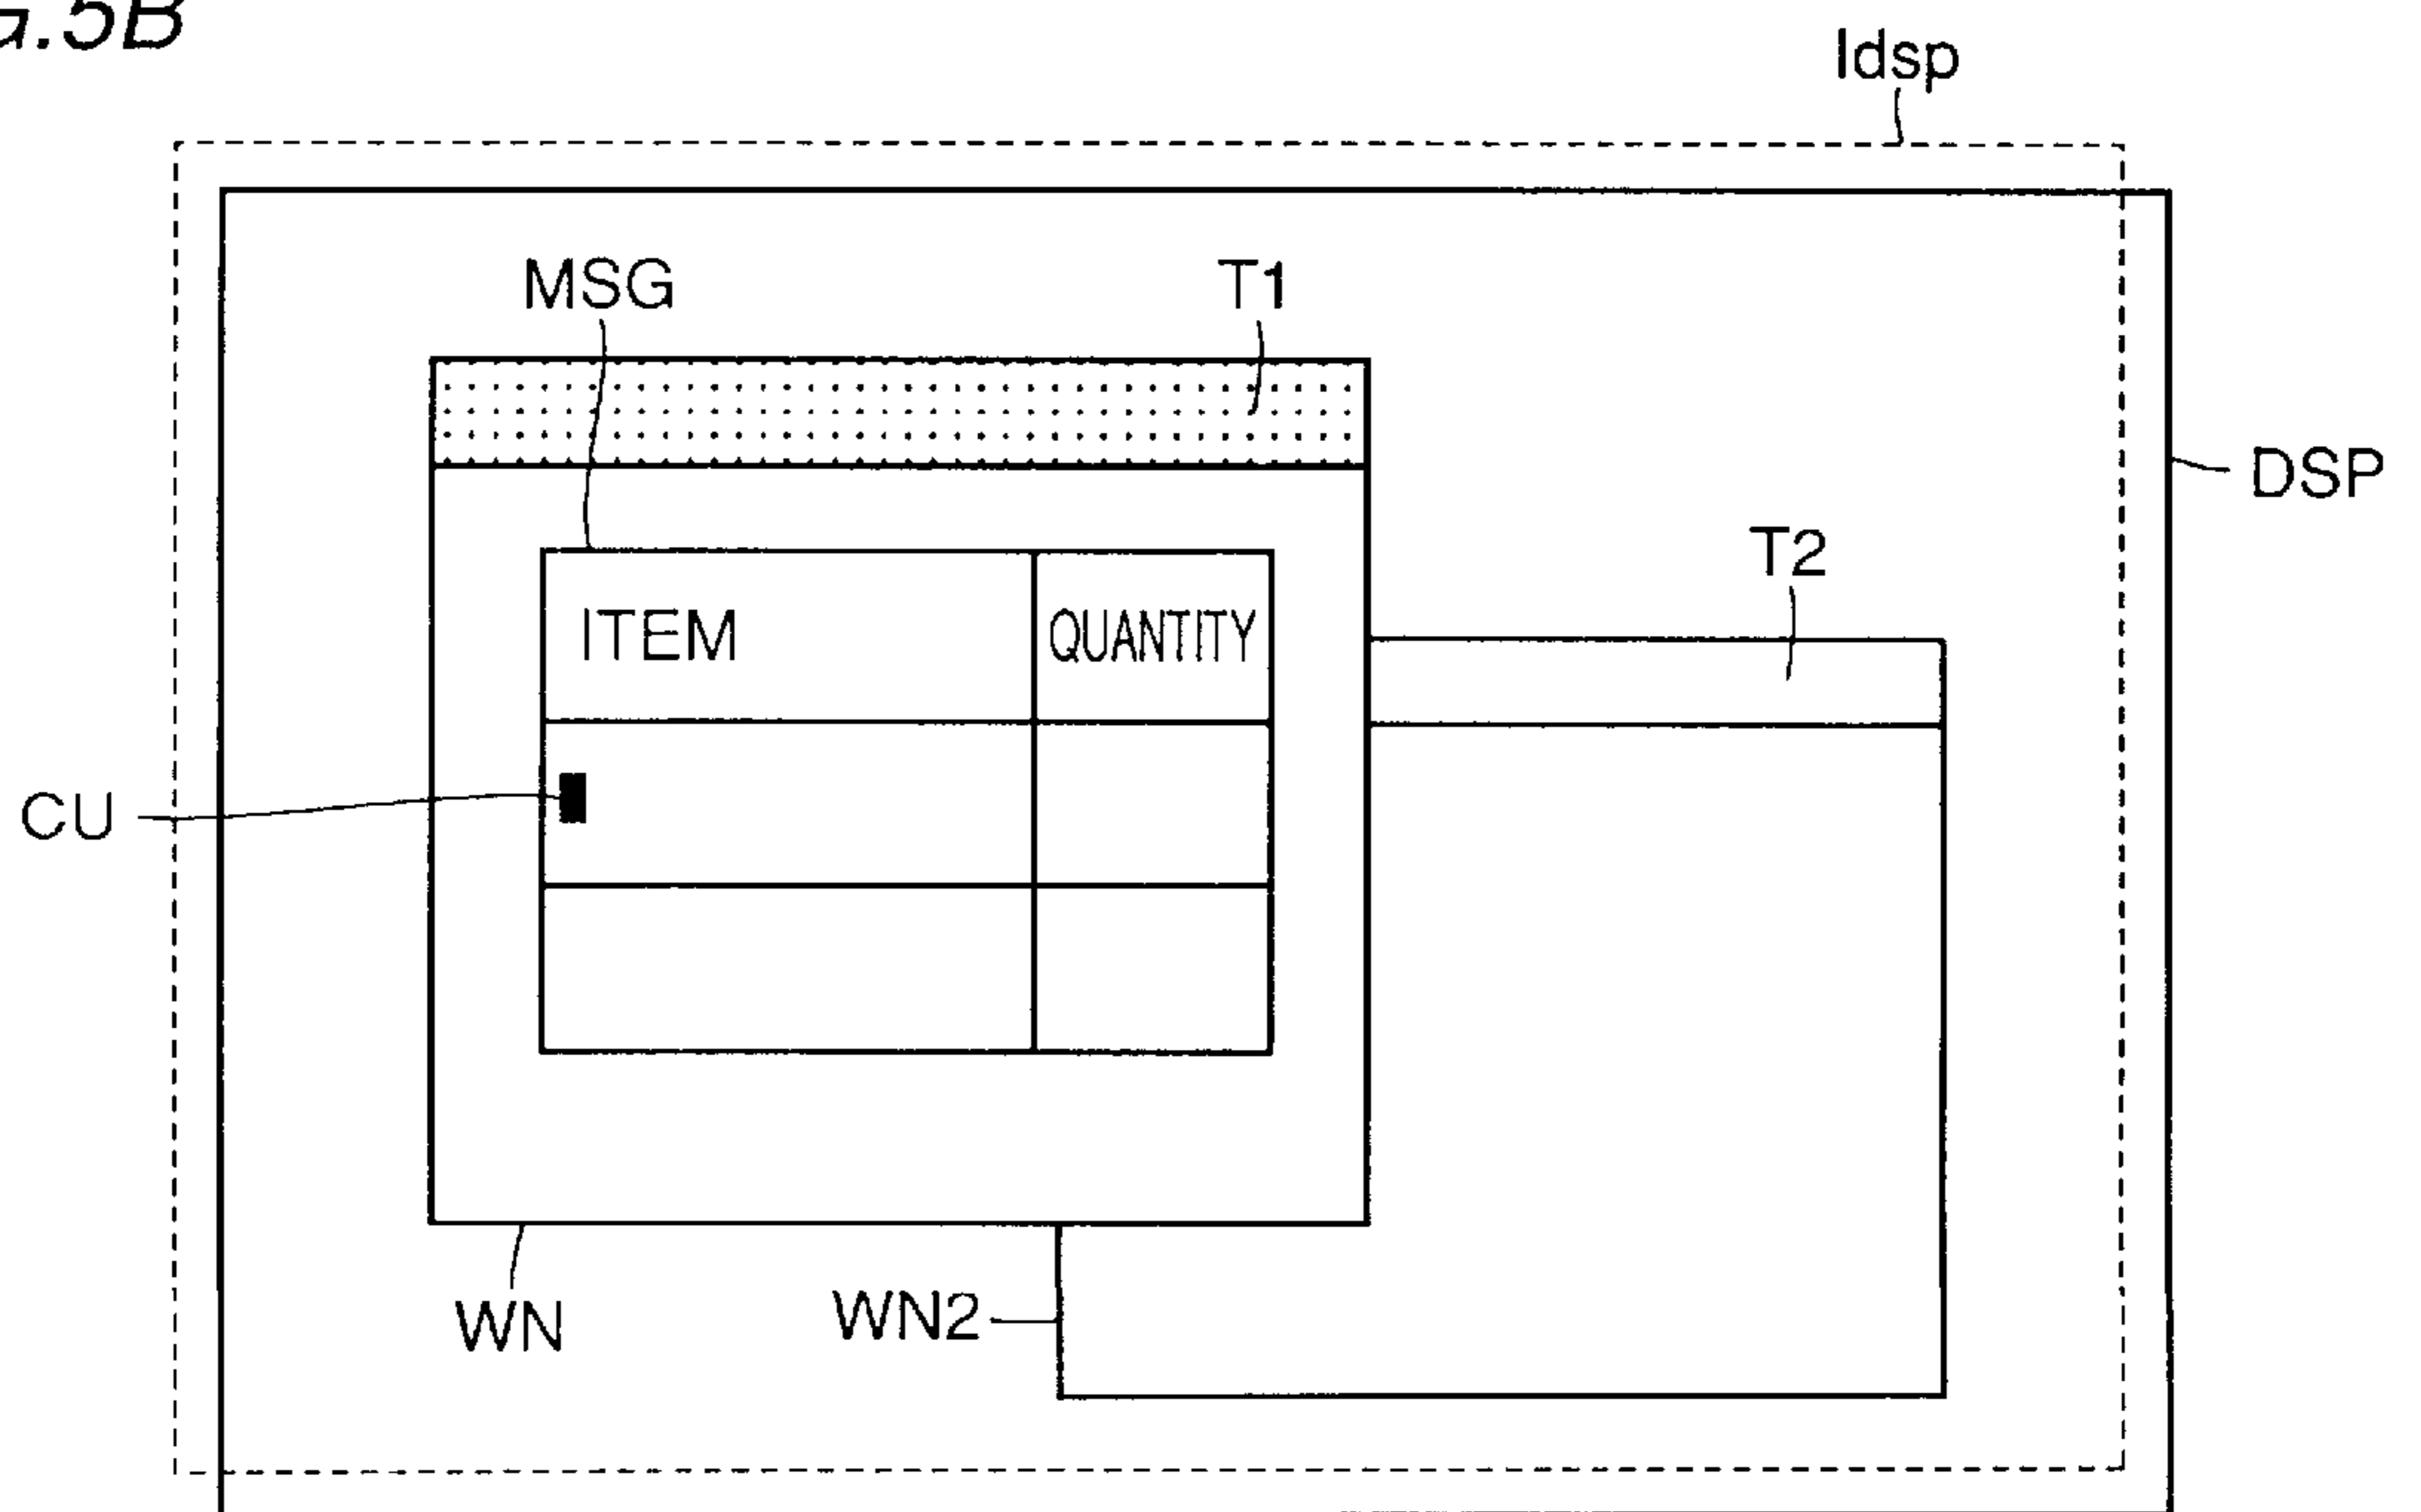 .5B
Idsp
MSG
T1
DSP
T2
ITEM
QUANTITY
CU
WN
WN2